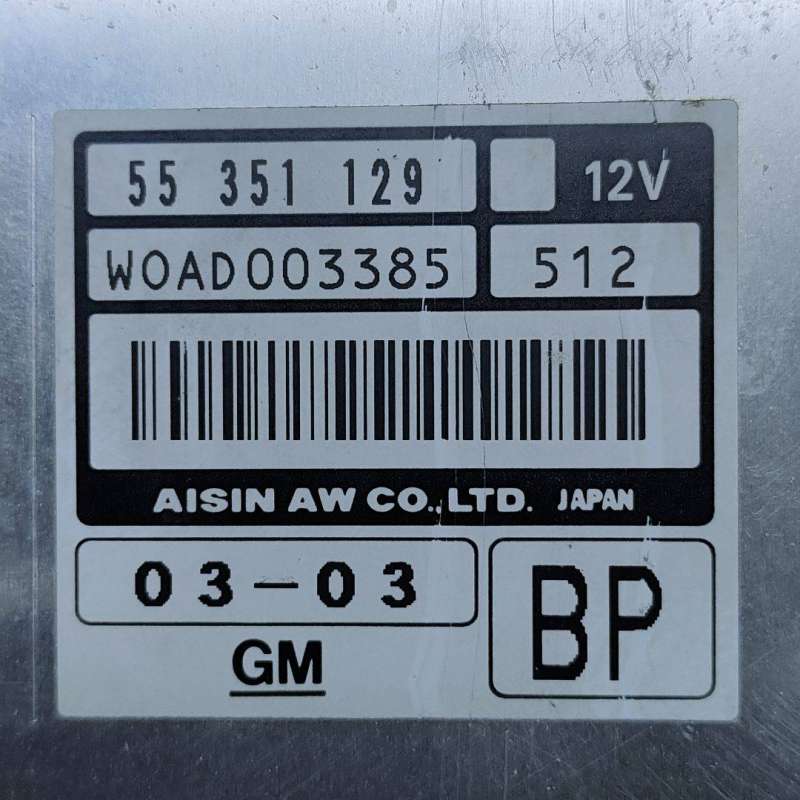 55 351 129 12V
WOAD003385 512
AISIN AW CO., LTD. JAPAN
03-03 BP
GM